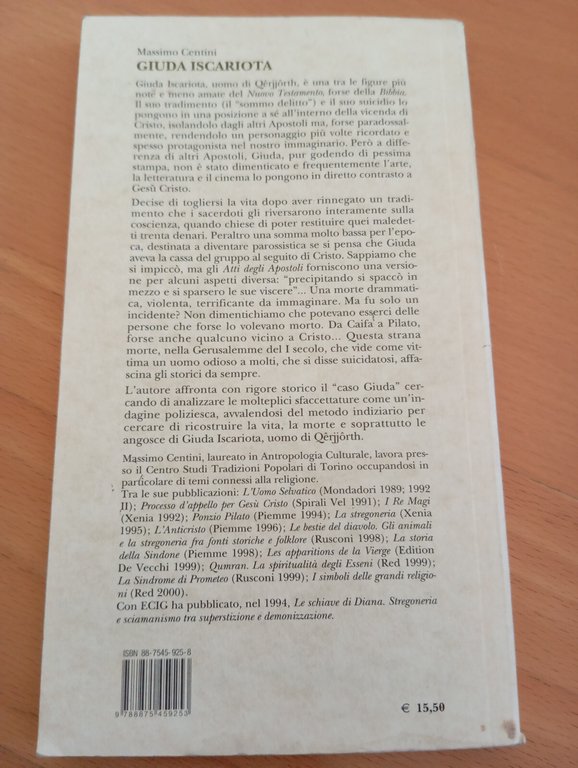 Massimo Centini
GIUDA ISCARIOTA
Giuda Iscariota, uomo di Qêrjjôrth, è una tra le figure più
note e meno amate del Nuovo Testamento, forse della Bibbia.
Il suo tradimento (il “sommo delitto”) e il suo suicidio lo
pongono in una posizione a sé all'interno della vicenda di
Cristo, isolandolo dagli altri Apostoli ma, forse paradossal-
mente, rendendolo un personaggio più volte ricordato e
spesso protagonista nel nostro immaginario. Però a diffe-
renza di altri Apostoli, Giuda, pur godendo di pessima
stampa, non è stato dimenticato e frequentemente l'arte,
la letteratura e il cinema lo pongono in diretto contrasto a
Gesù Cristo.
Decise di togliersi la vita dopo aver rinnegato un tradi-
mento che i sacerdoti gli riversarono interamente sulla
coscienza, quando chiese di poter restituire quei maledet-
ti trenta denari. Peraltro una somma molto bassa per l'epo-
ca, destinata a diventare parossistica se si pensa che Giuda
aveva la cassa del gruppo al seguito di Cristo. Sappiamo che
si impiccò, ma gli Atti degli Apostoli forniscono una versio-
ne per alcuni aspetti diversa: “precipitando si spaccò in
mezzo e si sparsero le sue viscere”... Una morte dramma-
tica, violenta, terrificante da immaginare. Ma fu solo un
incidente? Non dimentichiamo che potevano esserci delle
persone che forse lo volevano morto. Da Caifa a Pilato,
forse anche qualcuno vicino a Cristo... Questa strana
morte, nella Gerusalemme del I secolo, che vide come vit-
tima un uomo odioso a molti, che si disse suicidatosi, affa-
scina gli storici da sempre.
L'autore affronta con rigore storico il “caso Giuda” cer-
cando di analizzare le molteplici sfaccettature come un'in-
dagine poliziesca, avvalendosi del metodo indiziario per
cercare di ricostruire la vita, la morte e soprattutto le
angosce di Giuda Iscariota, uomo di Qêrjjôrth.
Massimo Centini, laureato in Antropologia Culturale, lavora pres-
so il Centro Studi Tradizioni Popolari di Torino occupandosi in
particolare di temi connessi alla religione.
Tra le sue pubblicazioni: L'Uomo Selvatico (Mondadori 1989; 1992
II); Processo d'appello per Gesù Cristo (Spirali Vel 1991); I Re Magi
(Xenia 1992); Ponzio Pilato (Piemme 1994); La stregoneria (Xenia
1995); L'Anticristo (Piemme 1996); Le bestie del diavolo. Gli animali
e la stregoneria fra fonti storiche e folklore (Rusconi 1998); La storia
della Sindone (Piemme 1998); Les apparitions de la Vierge (Edition
De Vecchi 1999); Qumran. La spiritualità degli Esseni (Red 1999);
La Sindrome di Prometeo (Rusconi 1999); I simboli delle grandi religio-
ni (Red 2000).
Con ECIG ha pubblicato, nel 1994, Le schiave di Diana. Stregoneria
e sciamanismo tra superstizione e demonizzazione.
ISBN 88-7545-925-8
9 788875 459253
€ 15,50